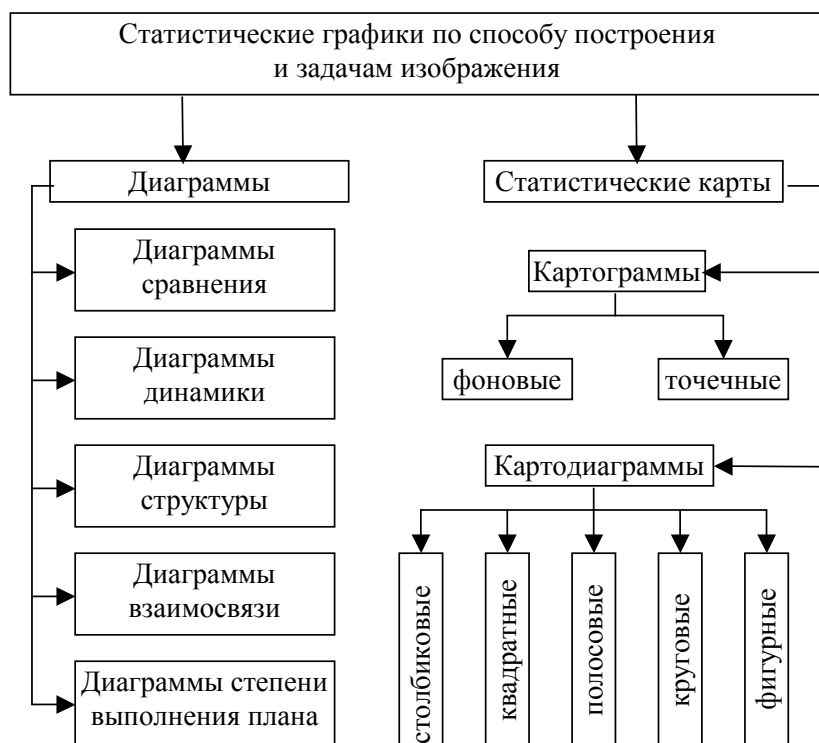 Статистические графики по способу построения
и задачам изображения
Диаграммы
Статистические карты
Диаграммы
сравнения
Картограммы
Диаграммы
динамики
фоновые
точечные
Диаграммы
структуры
Картодиаграммы
Диаграммы
взаимосвязи
Диаграммы степени
выполнения плана
столбиковые
квадратные
полосовые
круговые
фигурные